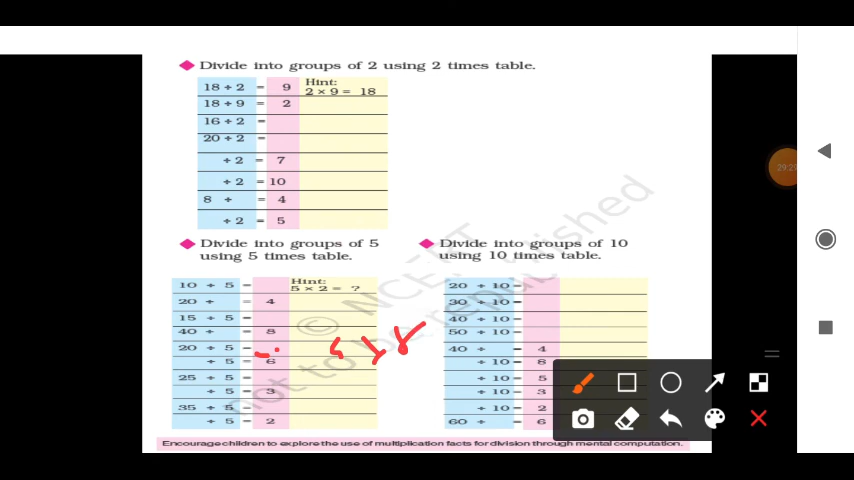 Divide into groups of 2 using 2 times table.
18 ÷ 2 = 9 Hint: 2 × 9 = 18
18 ÷ 9 = 2
16 ÷ 2 =
20 ÷ 2 =
÷ 2 = 7
÷ 2 = 10
8 ÷ = 4
÷ 2 = 5
Divide into groups of 5
using 5 times table.
10 ÷ 5 = Hint: 5 × 2 = ?
20 ÷ = 4
15 ÷ 5 =
40 ÷ = 8
20 ÷ 5 =
÷ 5 = 6
25 ÷ 5 =
÷ 5 = 3
35 ÷ 5 =
÷ 5 = 2
5 × 8
Divide into groups of 10
using 10 times table.
20 ÷ 10 =
30 ÷ 10 =
40 ÷ 10 =
50 ÷ 10 =
40 ÷ = 4
÷ 10 = 8
÷ 10 = 5
÷ 10 = 3
÷ 10 = 2
60 ÷ = 6
Encourage children to explore the use of multiplication facts for division through mental computation.
© NCERT
not to be republished
29:29